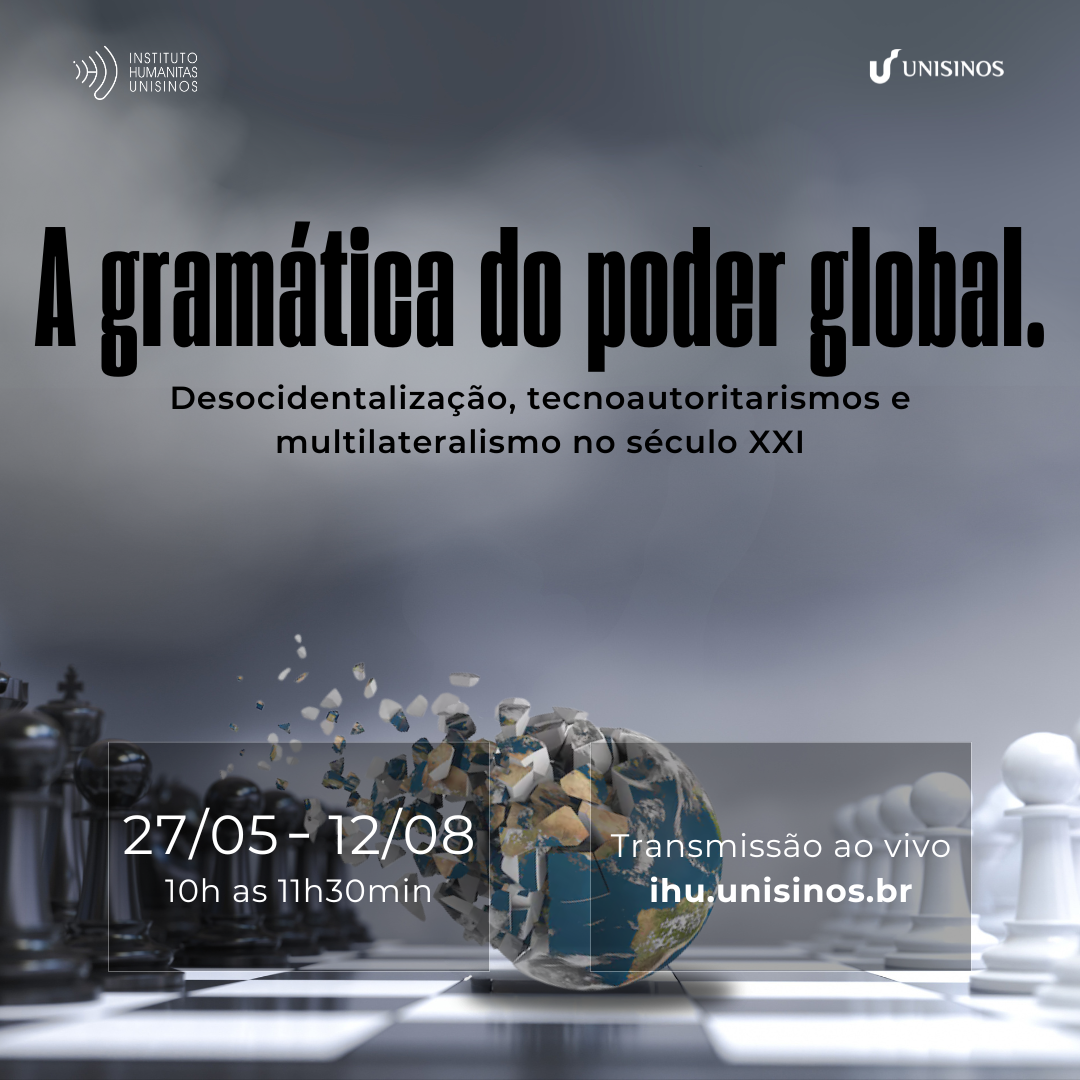 INSTITUTO
HUMANITAS
UNISINOS
UNISINOS
A gramática do poder global.
Desocidentalização, tecnoautoritarismos e
multilateralismo no século XXI
27/05 - 12/08
10h as 11h30min
Transmissão ao vivo
ihu.unisinos.br